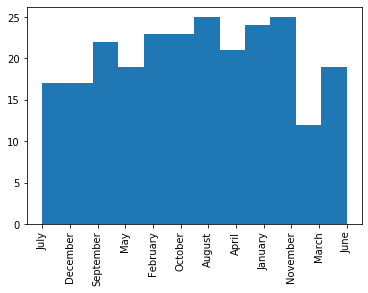 25
20
15
10
5
0
July
December
September
May
February
October
August
April
January
November
March
June